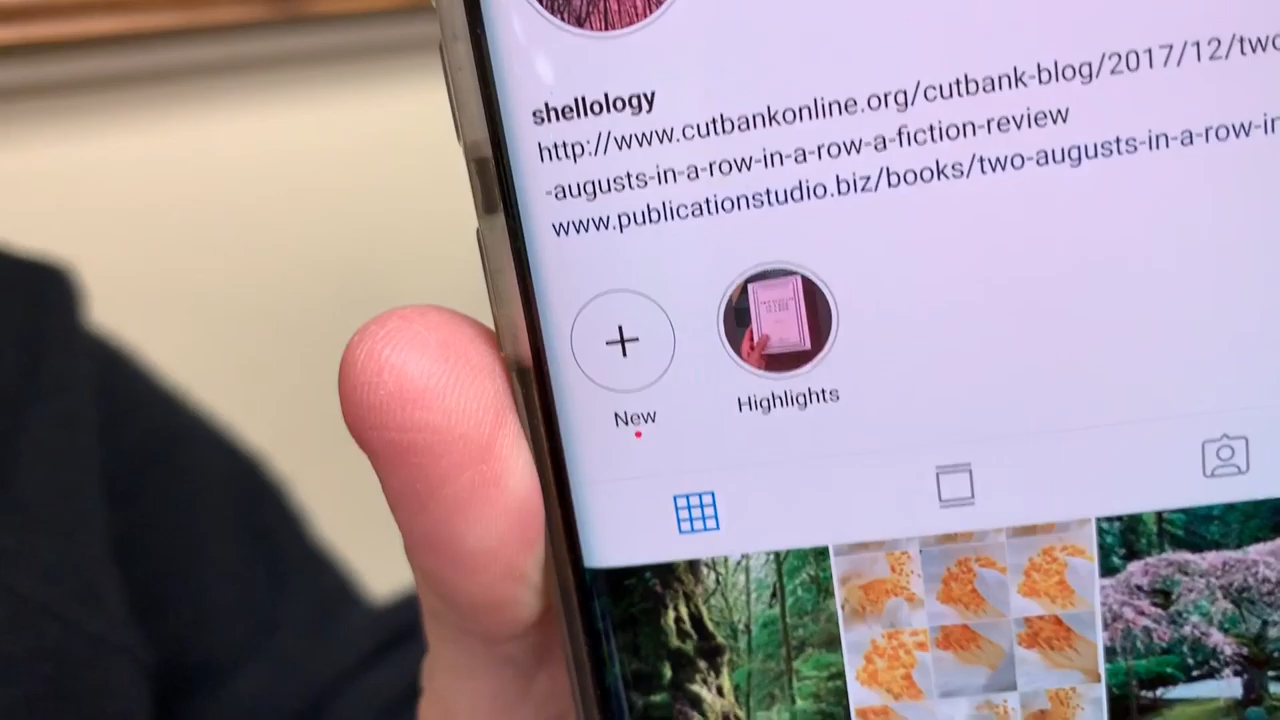 shellology
http://www.cutbankonline.org/cutbank-blog/2017/12/two
-augusts-in-a-row-in-a-row-a-fiction-review
www.publicationstudio.biz/books/two-augusts-in-a-row-in
New
Highlights